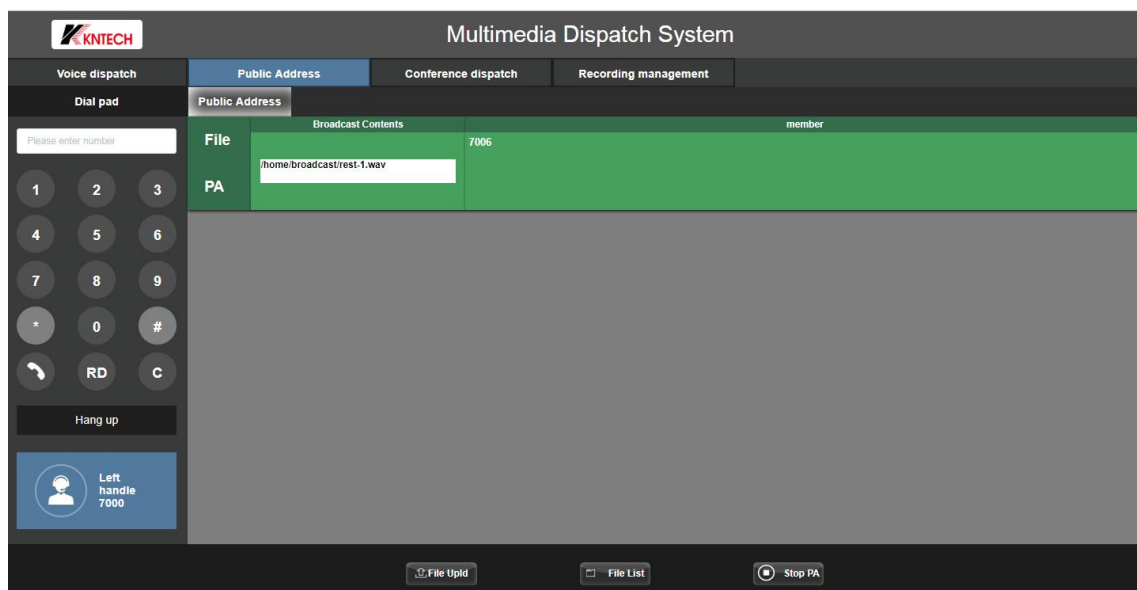 KNTECH
Multimedia Dispatch System
Voice dispatch
Public Address
Conference dispatch
Recording management
Dial pad
Public Address
Please enter number
Broadcast Contents
member
File
PA
/home/broadcast/rest-1.wav
7006
1 2 3
4 5 6
7 8 9
* 0 #
RD C
Hang up
Left
handle
7000
File Upld
File List
Stop PA